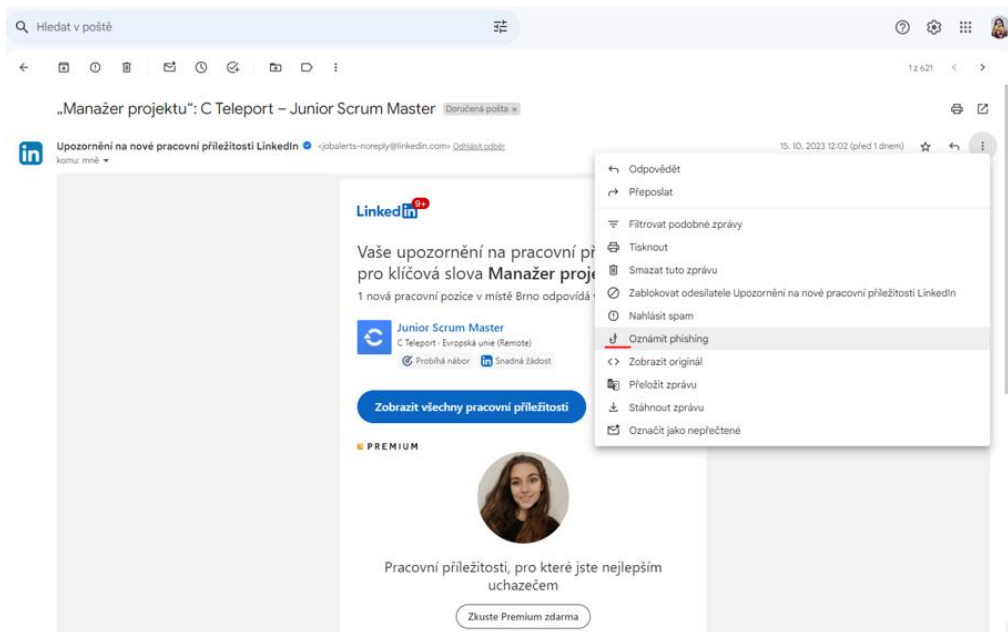 Hledat v poště
1 z 621
„Manažer projektu“: C Teleport – Junior Scrum Master Doručená pošta ×
Upozornění na nové pracovní příležitosti LinkedIn <jobalerts-noreply@linkedin.com> Odhlásit odběr
15. 10. 2023 12:02 (před 1 dnem)
komu: mně
Odpovědět
Přeposlat
Filtrovat podobné zprávy
Tisknout
Smazat tuto zprávu
Zablokovat odesílatele Upozornění na nové pracovní příležitosti LinkedIn
Nahlásit spam
Oznámit phishing
Zobrazit originál
Přeložit zprávu
Stáhnout zprávu
Označit jako nepřečtené
in
Linked in 9+
Vaše upozornění na pracovní př
pro klíčová slova Manažer proje
1 nová pracovní pozice v místě Brno odpovídá
Junior Scrum Master
C Teleport · Evropská unie (Remote)
Probíhá nábor in Snadná žádost
Zobrazit všechny pracovní příležitosti
PREMIUM
Pracovní příležitosti, pro které jste nejlepším
uchazečem
Zkuste Premium zdarma